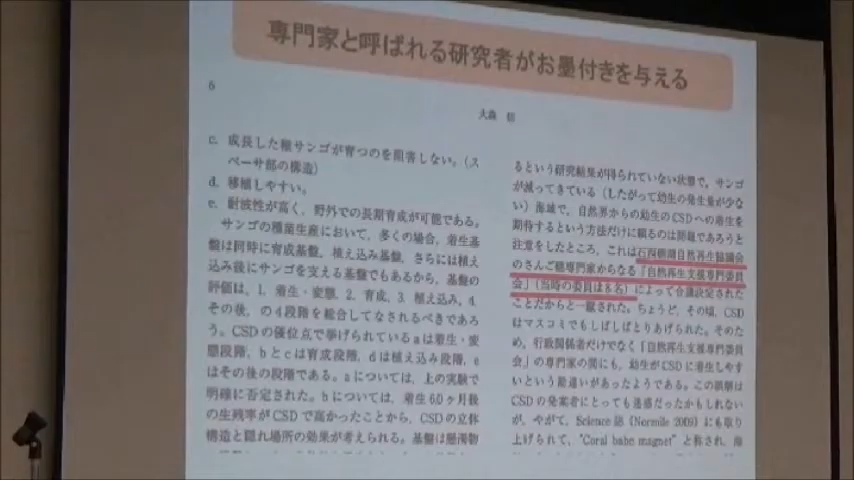 専門家と呼ばれる研究者がお墨付きを与える
6
大森 信
c. 成長した種サンゴが育つのを阻害しない。(ス
ペーサ部の構造)
d. 移植しやすい。
e. 耐波性が高く、野外での長期育成が可能である。
サンゴの種苗生産において、多くの場合、着生基
盤は同時に育成基盤、植え込み基盤、さらには植え
込み後にサンゴを支える基盤でもあるから、基盤の
評価は、1. 着生・変態、2. 育成、3. 植え込み、4.
その後、の4段階を総合してなされるべきであろ
う。CSDの優位点で挙げられているaは着生・変
態段階、bとcは育成段階、dは植え込み段階、e
はその後の段階である。aについては、上の実験で
明確に否定された。bについては、着生60ヶ月後
の生残率がCSDで高かったことから、CSDの立体
構造と隠れ場所の効果が考えられる。基盤は懸濁物
るという研究結果が得られていない状態で、サンゴ
が減ってきている(したがって幼生の発生量が少な
い)海域で、自然界からの幼生のCSDへの着生を
期待するという方法だけに頼るのは問題であろうと
注意をしたところ、これは石西礁湖自然再生協議会
のさんご礁専門家からなる「自然再生支援専門委員
会」(当時の委員は8名)によって合議決定された
ことだからと一蹴された。ちょうど、その頃、CSD
はマスコミでもしばしばとりあげられた。そのた
め、行政関係者だけでなく「自然再生支援専門委員
会」の専門家の間にも、幼生がCSDに着生しやす
いという勘違いがあったようである。この誤解は
CSDの発案者にとっても迷惑だったかもしれない
が、やがて、Science誌 (Normile 2009) にも取り
上げられて、"Coral babe magnet" と称され、海